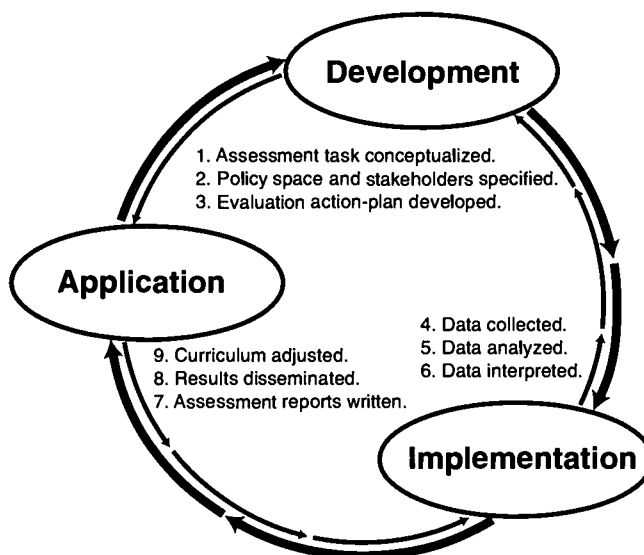 Development
1. Assessment task conceptualized.
2. Policy space and stakeholders specified.
3. Evaluation action-plan developed.
Application
4. Data collected.
5. Data analyzed.
6. Data interpreted.
9. Curriculum adjusted.
8. Results disseminated.
7. Assessment reports written.
Implementation